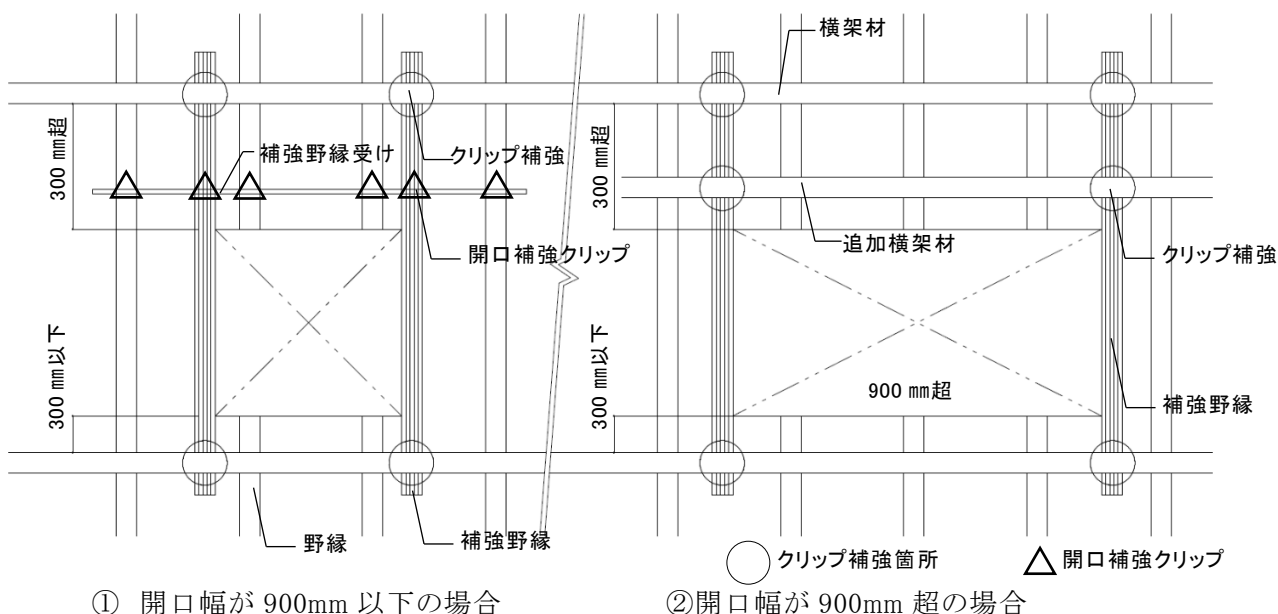 横架材
300 mm超
補強野縁受け
クリップ補強
開口補強クリップ
300 mm以下
野縁
補強野縁
300 mm超
追加横架材
クリップ補強
300 mm以下
900 mm超
補強野縁
クリップ補強箇所
開口補強クリップ
① 開口幅が 900mm 以下の場合
②開口幅が 900mm 超の場合